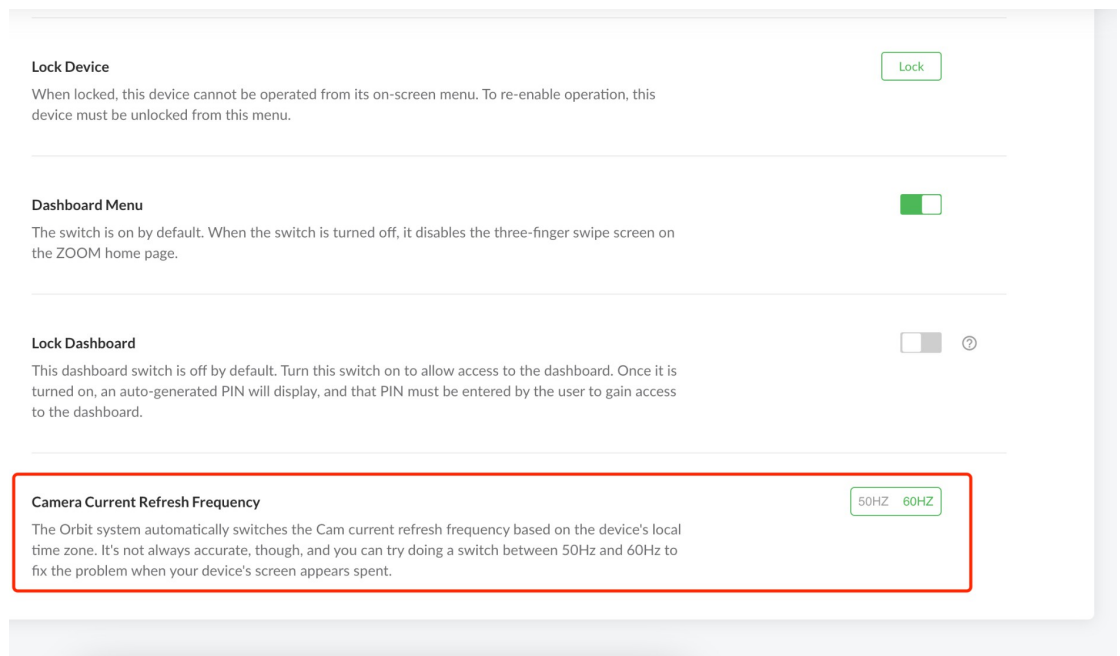 Lock Device
Lock
When locked, this device cannot be operated from its on-screen menu. To re-enable operation, this
device must be unlocked from this menu.
Dashboard Menu
The switch is on by default. When the switch is turned off, it disables the three-finger swipe screen on
the ZOOM home page.
Lock Dashboard
?
This dashboard switch is off by default. Turn this switch on to allow access to the dashboard. Once it is
turned on, an auto-generated PIN will display, and that PIN must be entered by the user to gain access
to the dashboard.
Camera Current Refresh Frequency
50HZ 60HZ
The Orbit system automatically switches the Cam current refresh frequency based on the device's local
time zone. It's not always accurate, though, and you can try doing a switch between 50Hz and 60Hz to
fix the problem when your device's screen appears spent.